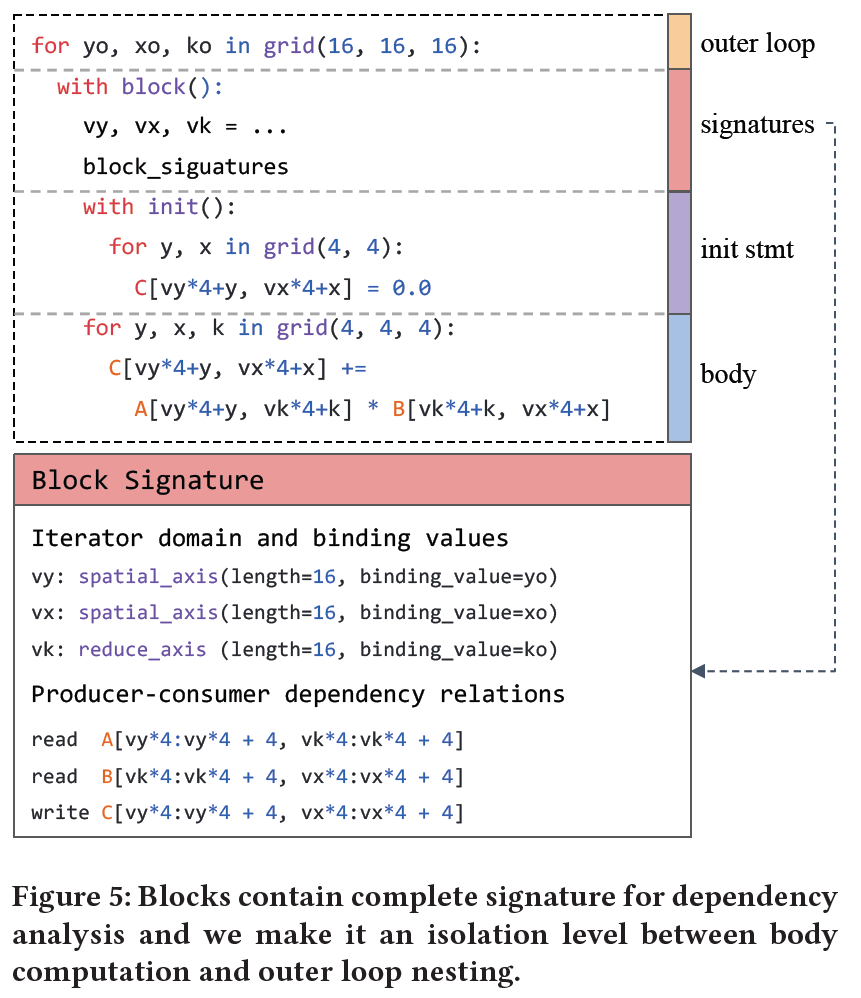 for yo, xo, ko in grid(16, 16, 16):
outer loop
with block():
vy, vx, vk = ...
signatures
block_siguatures
with init():
for y, x in grid(4, 4):
init stmt
C[vy*4+y, vx*4+x] = 0.0
for y, x, k in grid(4, 4, 4):
C[vy*4+y, vx*4+x] +=
body
A[vy*4+y, vk*4+k] * B[vk*4+k, vx*4+x]
Block Signature
Iterator domain and binding values
vy: spatial_axis(length=16, binding_value=yo)
vx: spatial_axis(length=16, binding_value=xo)
vk: reduce_axis (length=16, binding_value=ko)
Producer-consumer dependency relations
read A[vy*4:vy*4 + 4, vk*4:vk*4 + 4]
read B[vk*4:vk*4 + 4, vx*4:vx*4 + 4]
write C[vy*4:vy*4 + 4, vx*4:vx*4 + 4]
Figure 5: Blocks contain complete signature for dependency
analysis and we make it an isolation level between body
computation and outer loop nesting.